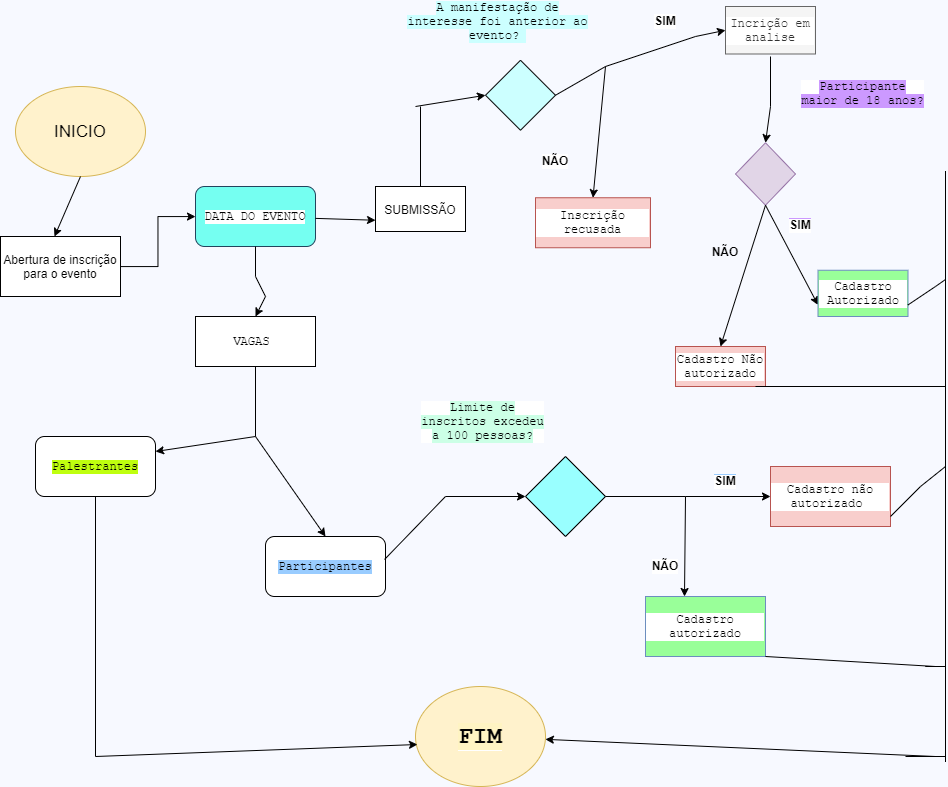 A manifestação de
interesse foi anterior ao
evento?
SIM
Incrição em
analise
Participante
maior de 18 anos?
INICIO
NÃO
DATA DO EVENTO
SUBMISSÃO
Inscrição
recusada
SIM
NÃO
Abertura de inscrição
para o evento
Cadastro
Autorizado
VAGAS
Cadastro Não
autorizado
Limite de
inscritos excedeu
a 100 pessoas?
Palestrantes
SIM
Cadastro não
autorizado
Participantes
NÃO
Cadastro
autorizado
FIM